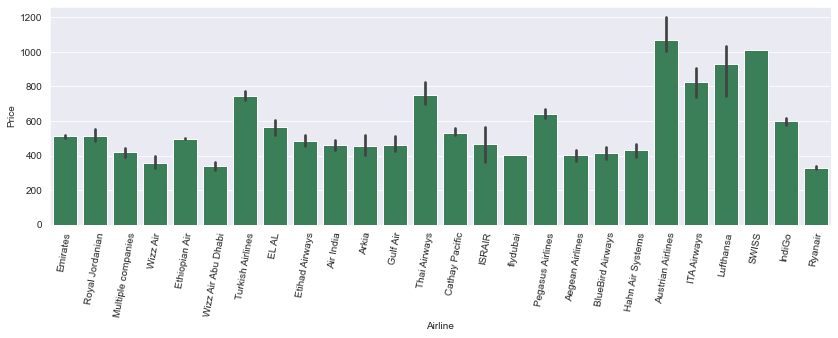 1200
1000
800
600
400
200
0
Price
Emirates
Royal Jordanian
Multiple companies
Wizz Air
Ethiopian Air
Wizz Air Abu Dhabi
Turkish Airlines
EL AL
Etihad Airways
Air India
Arkia
Gulf Air
Thai Airways
Cathay Pacific
ISRAIR
flydubai
Pegasus Airlines
Aegean Airlines
BlueBird Airways
Hahn Air Systems
Austrian Airlines
ITA Airways
Lufthansa
SWISS
IndiGo
Ryanair
Airline